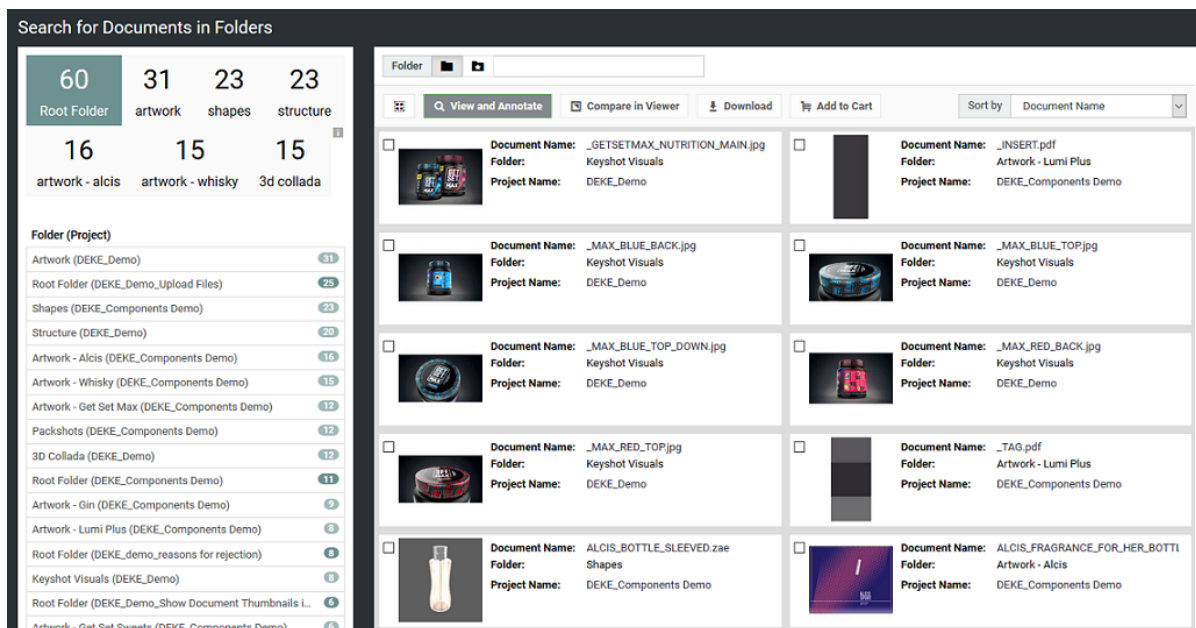 Search for Documents in Folders
60 31 23 23
Root Folder artwork shapes structure
16 15 15
artwork - alcis artwork - whisky 3d collada
Folder (Project)
Artwork (DEKE_Demo) 31
Root Folder (DEKE_Demo_Upload Files) 25
Shapes (DEKE_Components Demo) 23
Structure (DEKE_Demo) 20
Artwork - Alcis (DEKE_Components Demo) 16
Artwork - Whisky (DEKE_Components Demo) 15
Artwork - Get Set Max (DEKE_Components Demo) 12
Packshots (DEKE_Components Demo) 12
3D Collada (DEKE_Demo) 12
Root Folder (DEKE_Components Demo) 11
Artwork - Gin (DEKE_Components Demo) 9
Artwork - Lumi Plus (DEKE_Components Demo) 8
Root Folder (DEKE_demo_reasons for rejection) 8
Keyshot Visuals (DEKE_Demo) 8
Root Folder (DEKE_Demo_Show Document Thumbnails i... 6
Artwork - Get Set Sweets (DEKE_Components Demo) 6
Folder
View and Annotate Compare in Viewer Download Add to Cart Sort by Document Name
Document Name: _GETSETMAX_NUTRITION_MAIN.jpg
Folder: Keyshot Visuals
Project Name: DEKE_Demo
Document Name: _INSERT.pdf
Folder: Artwork - Lumi Plus
Project Name: DEKE_Components Demo
Document Name: _MAX_BLUE_BACK.jpg
Folder: Keyshot Visuals
Project Name: DEKE_Demo
Document Name: _MAX_BLUE_TOP.jpg
Folder: Keyshot Visuals
Project Name: DEKE_Demo
Document Name: _MAX_BLUE_TOP_DOWN.jpg
Folder: Keyshot Visuals
Project Name: DEKE_Demo
Document Name: _MAX_RED_BACK.jpg
Folder: Keyshot Visuals
Project Name: DEKE_Demo
Document Name: _MAX_RED_TOP.jpg
Folder: Keyshot Visuals
Project Name: DEKE_Demo
Document Name: _TAG.pdf
Folder: Artwork - Lumi Plus
Project Name: DEKE_Components Demo
Document Name: ALCIS_BOTTLE_SLEEVED.zae
Folder: Shapes
Project Name: DEKE_Components Demo
Document Name: ALCIS_FRAGRANCE_FOR_HER_BOTTL
Folder: Artwork - Alcis
Project Name: DEKE_Components Demo